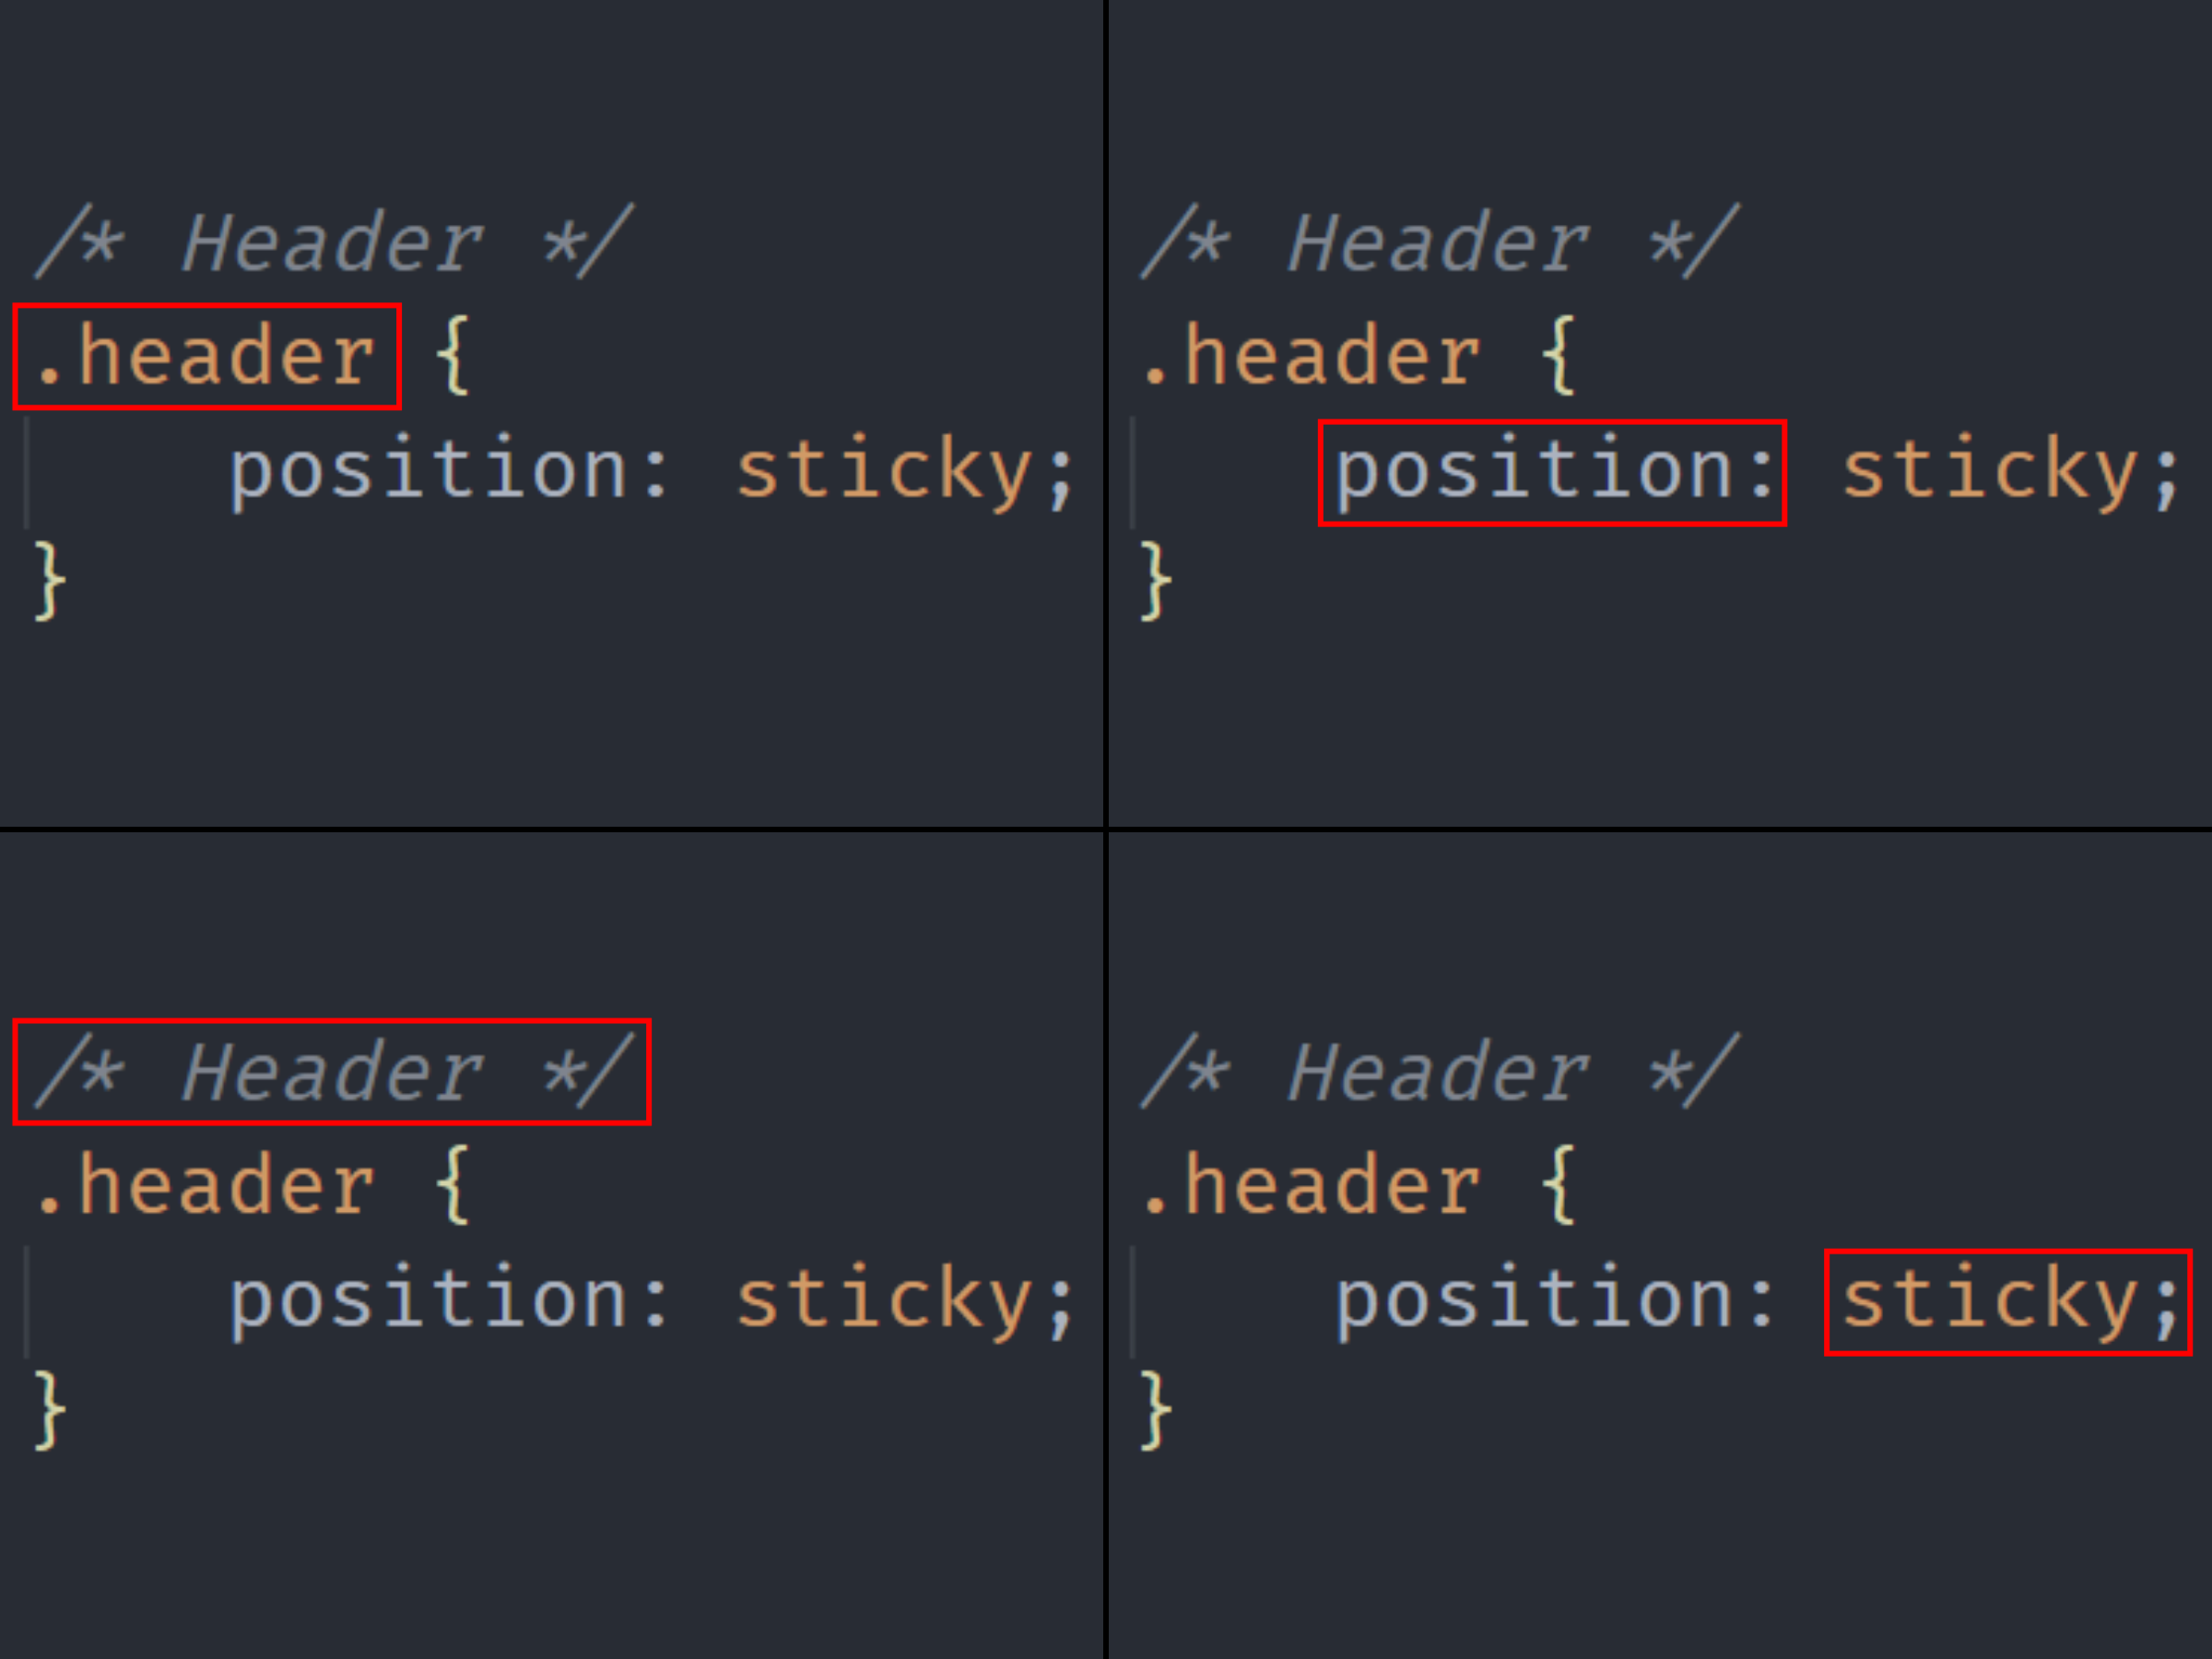 /* Header */
.header {
    position: sticky;
}
/* Header */
.header {
    position: sticky;
}
/* Header */
.header {
    position: sticky;
}
/* Header */
.header {
    position: sticky;
}